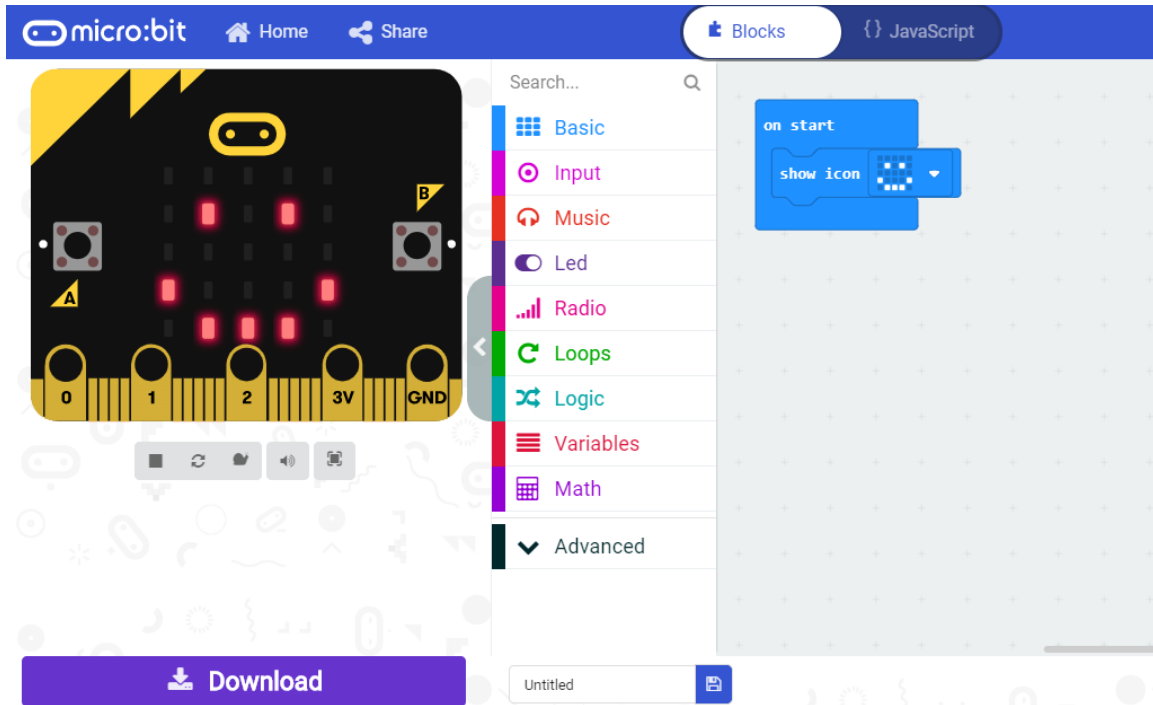 micro:bit Home Share Blocks {} JavaScript
Search...
Basic
Input
Music
Led
Radio
Loops
Logic
Variables
Math
Advanced
B
A
0 1 2 3V GND
on start
show icon
Download
Untitled